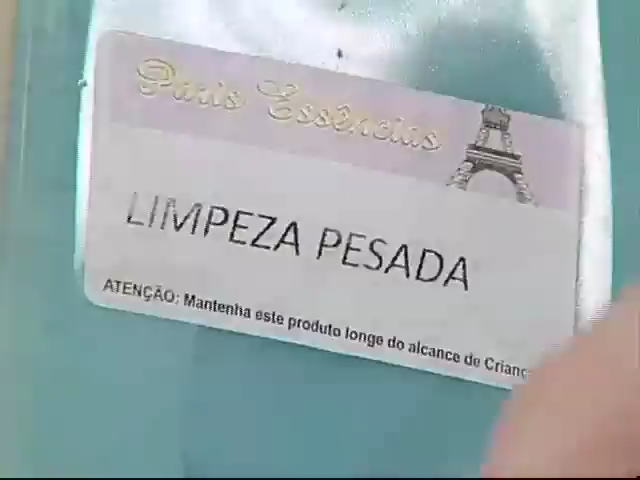 Paris Essências
LIMPEZA PESADA
ATENÇÃO: Mantenha este produto longe do alcance de